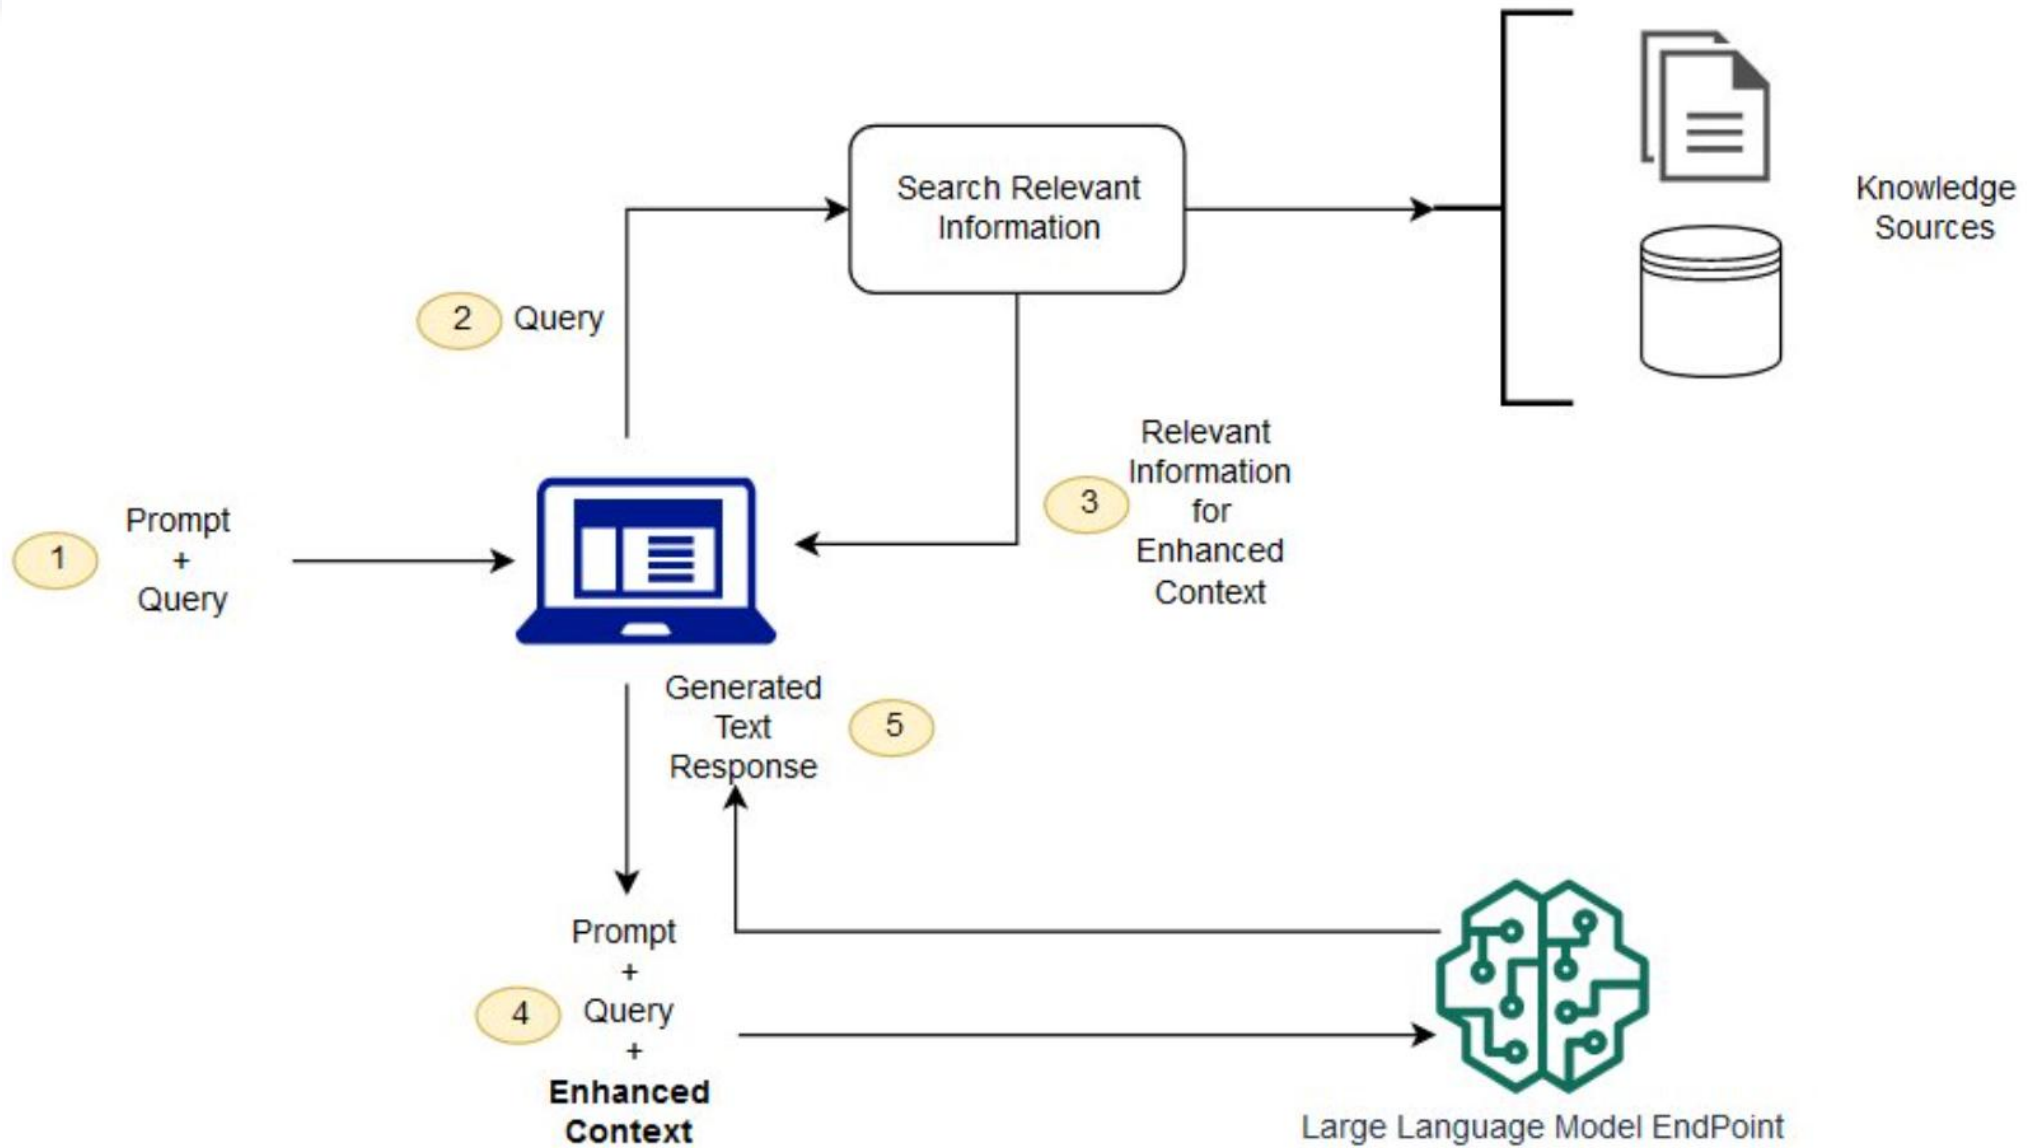 Search Relevant
Information
Knowledge
Sources
2 Query
Relevant
Information
3
for
Enhanced
Context
1
Prompt
+
Query
Generated
Text
Response
5
Prompt
+
4 Query
+
Enhanced
Context
Large Language Model EndPoint